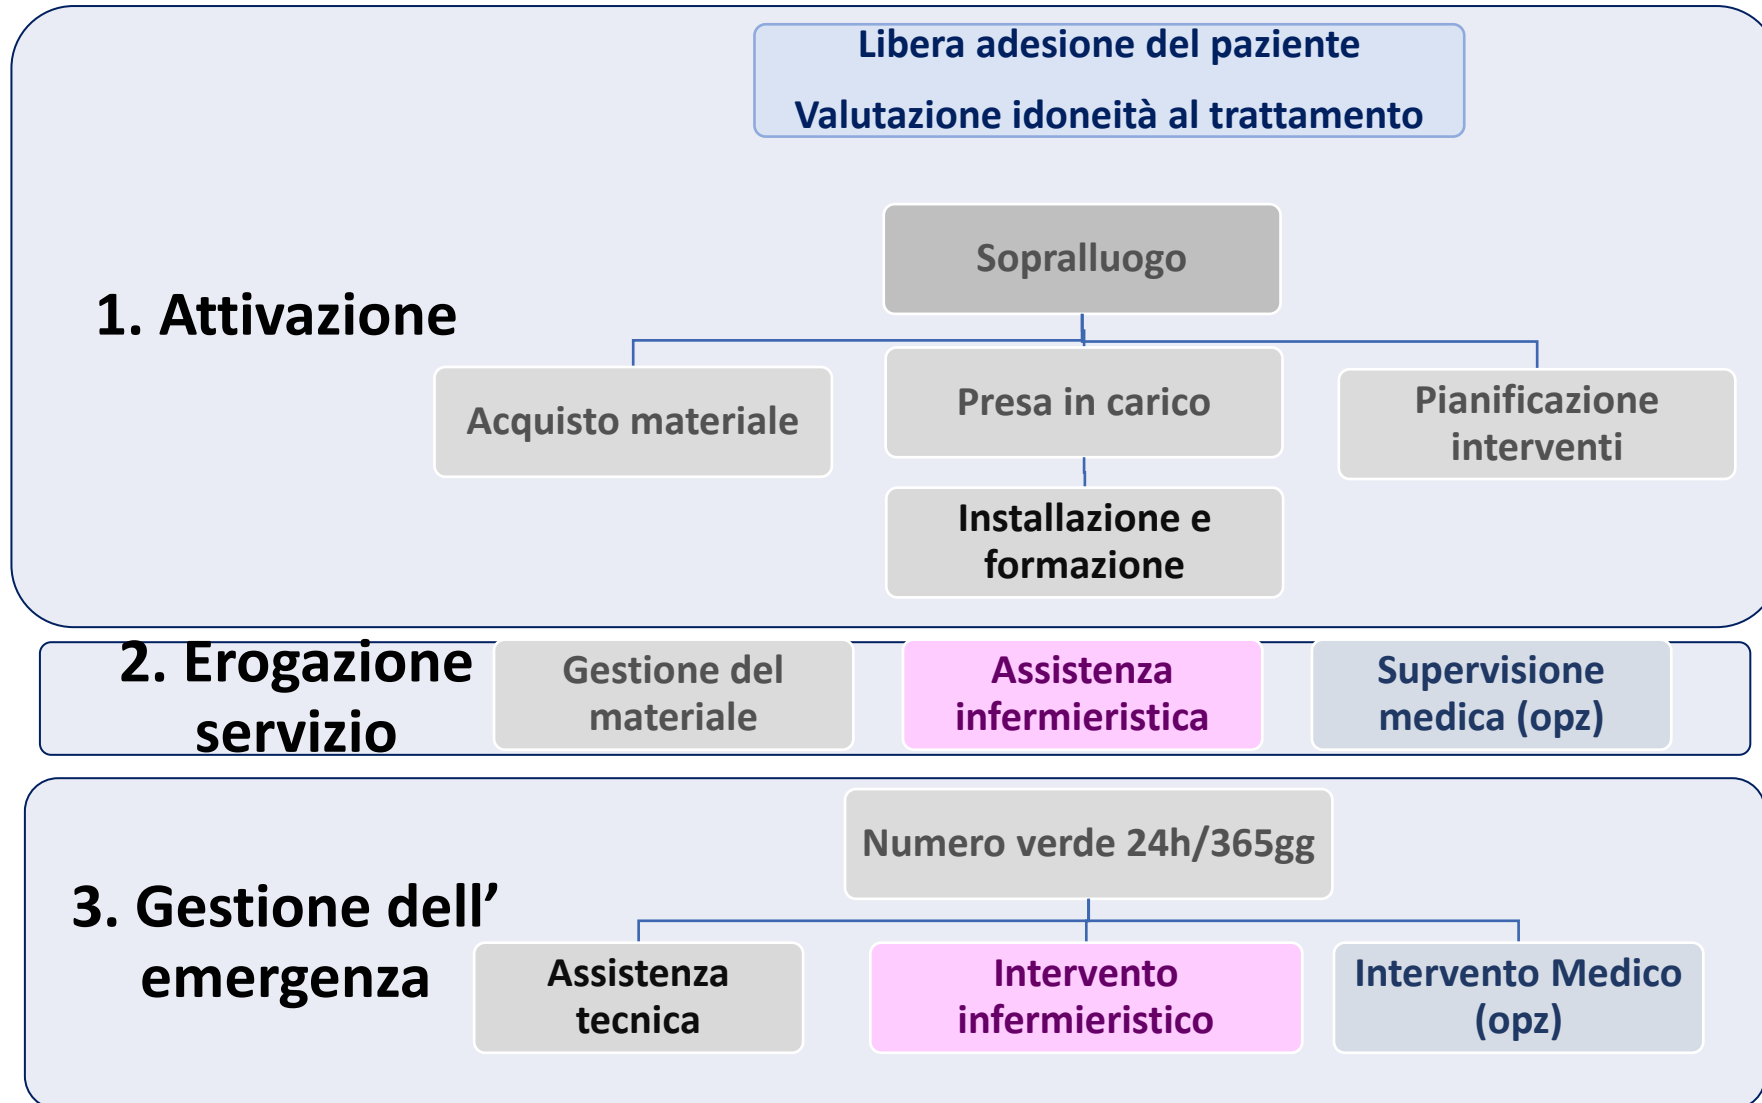 Libera adesione del paziente
Valutazione idoneità al trattamento
1. Attivazione
Sopralluogo
Acquisto materiale
Presa in carico
Pianificazione
interventi
Installazione e
formazione
2. Erogazione
servizio
Gestione del
materiale
Assistenza
infermieristica
Supervisione
medica (opz)
3. Gestione dell’
emergenza
Numero verde 24h/365gg
Assistenza
tecnica
Intervento
infermieristico
Intervento Medico
(opz)